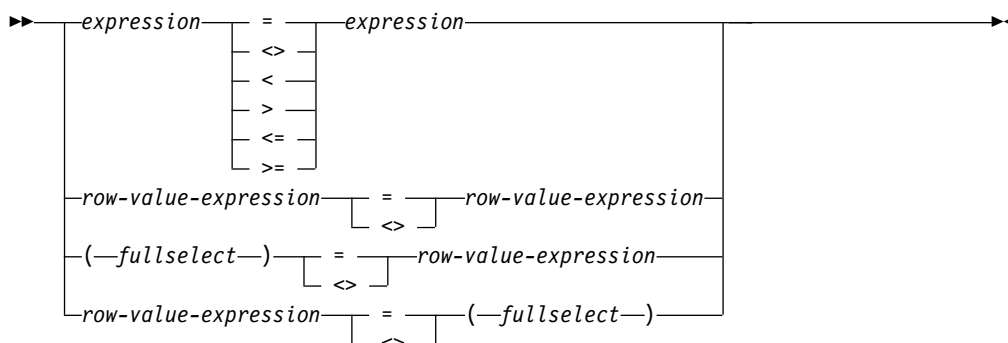 expression = expression
<>
<
>
<=
>=
row-value-expression = row-value-expression
<>
( fullselect ) = row-value-expression
<>
row-value-expression = ( fullselect )
<>